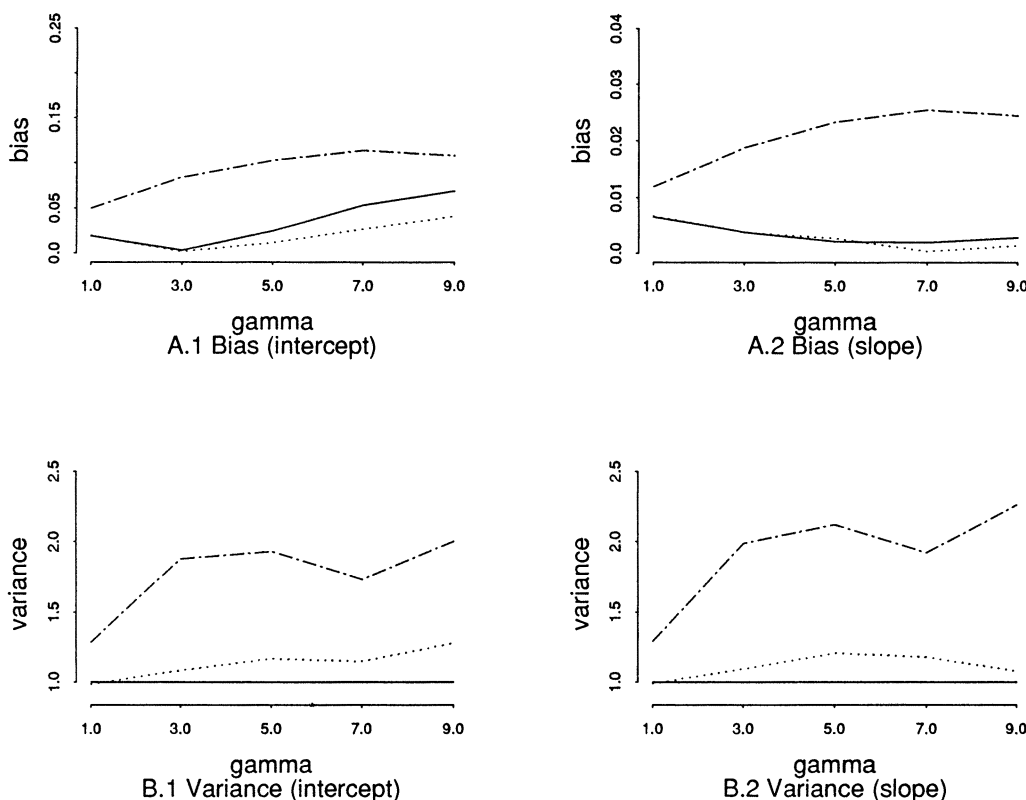 0.25
0.15
0.05
0.0
bias
1.0 3.0 5.0 7.0 9.0
gamma
A.1 Bias (intercept)
0.04
0.03
0.02
0.01
0.0
bias
1.0 3.0 5.0 7.0 9.0
gamma
A.2 Bias (slope)
2.5
2.0
1.5
1.0
variance
1.0 3.0 5.0 7.0 9.0
gamma
B.1 Variance (intercept)
2.5
2.0
1.5
1.0
variance
1.0 3.0 5.0 7.0 9.0
gamma
B.2 Variance (slope)